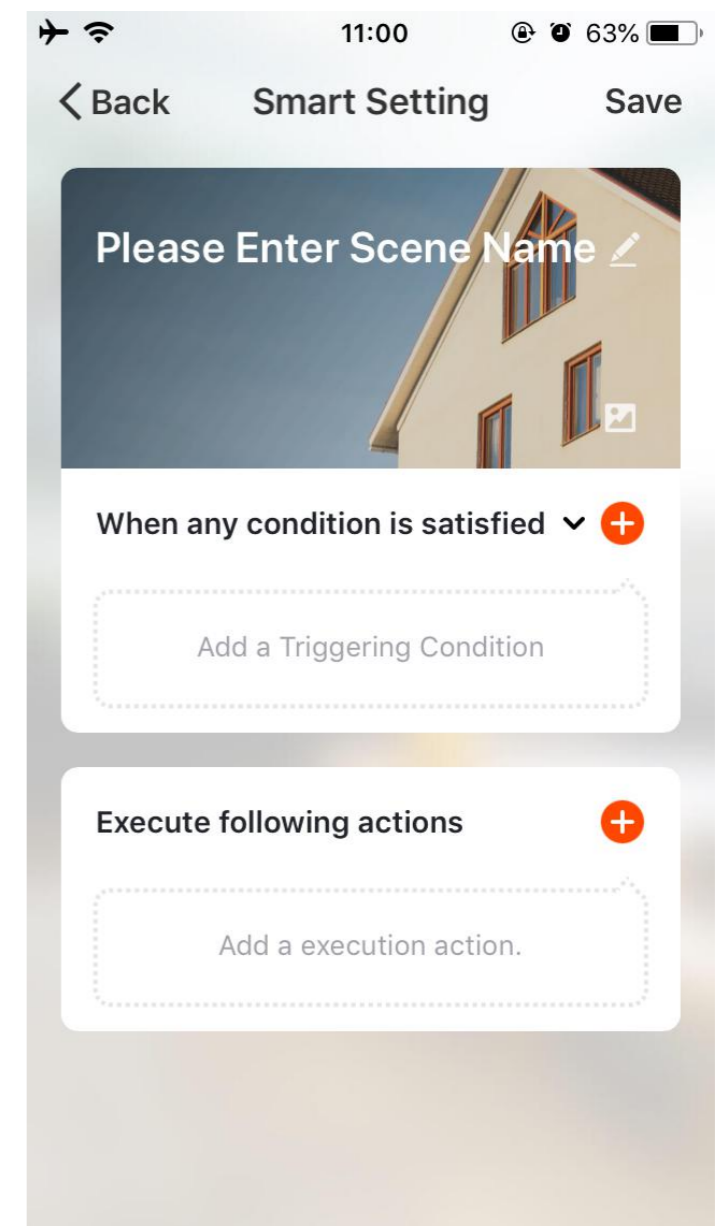 11:00 63%
Back Smart Setting Save
Please Enter Scene Name
When any condition is satisfied
Add a Triggering Condition
Execute following actions
Add a execution action.